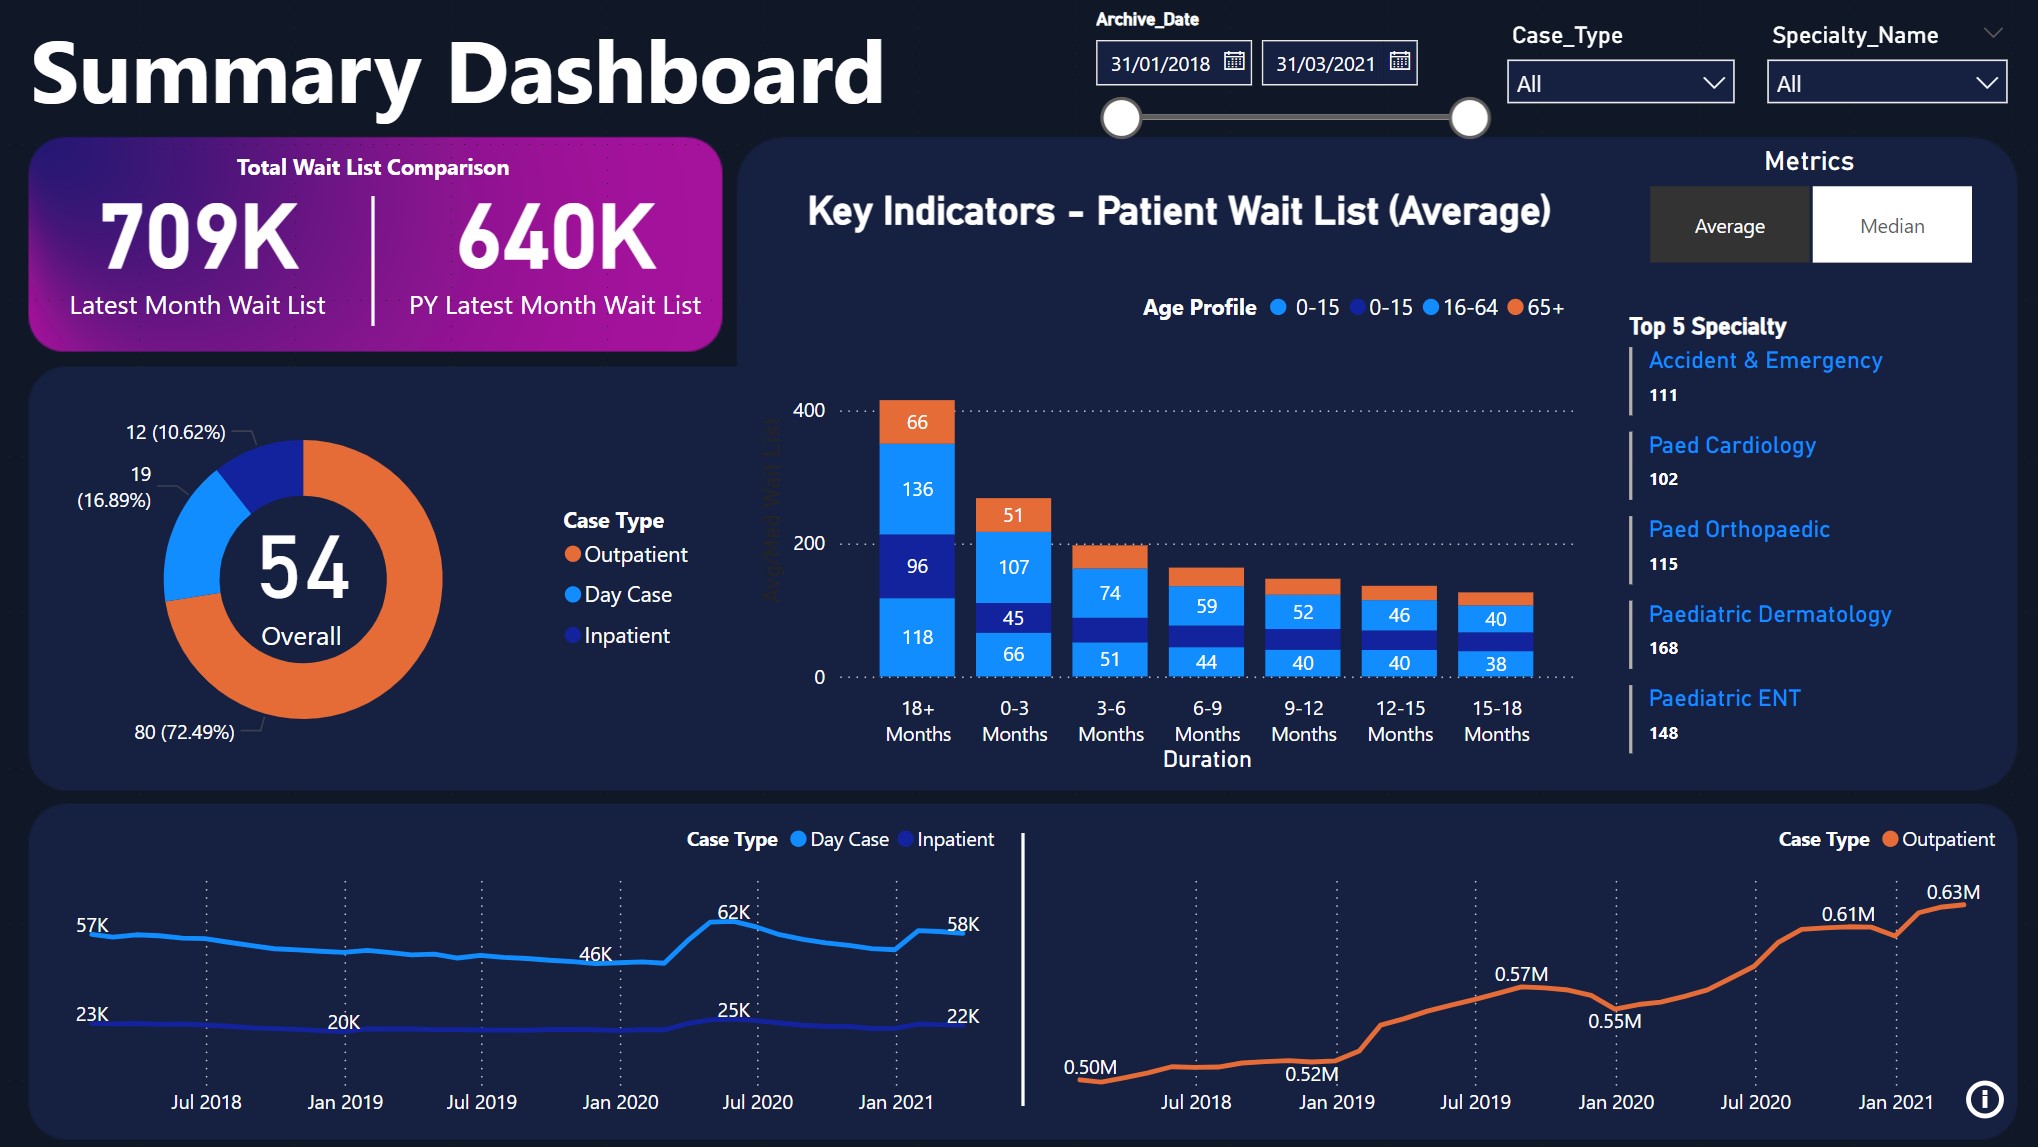 Summary Dashboard
Archive_Date
31/01/2018
31/03/2021
Case_Type
All
Specialty_Name
All
Total Wait List Comparison
709K
Latest Month Wait List
640K
PY Latest Month Wait List
Key Indicators - Patient Wait List (Average)
Metrics
Average
Median
12 (10.62%)
19
(16.89%)
80 (72.49%)
54
Overall
Case Type
Outpatient
Day Case
Inpatient
Age Profile 0-15 0-15 16-64 65+
Avg/Med Wait List
400
200
0
66
136
96
118
51
107
45
66
74
51
59
44
52
40
46
40
40
38
18+
Months
0-3
Months
3-6
Months
6-9
Months
9-12
Months
12-15
Months
15-18
Months
Duration
Top 5 Specialty
Accident & Emergency
111
Paed Cardiology
102
Paed Orthopaedic
115
Paediatric Dermatology
168
Paediatric ENT
148
Case Type Day Case Inpatient
57K
46K
62K
58K
23K
20K
25K
22K
Jul 2018
Jan 2019
Jul 2019
Jan 2020
Jul 2020
Jan 2021
Case Type Outpatient
0.50M
0.52M
0.57M
0.55M
0.61M
0.63M
Jul 2018
Jan 2019
Jul 2019
Jan 2020
Jul 2020
Jan 2021